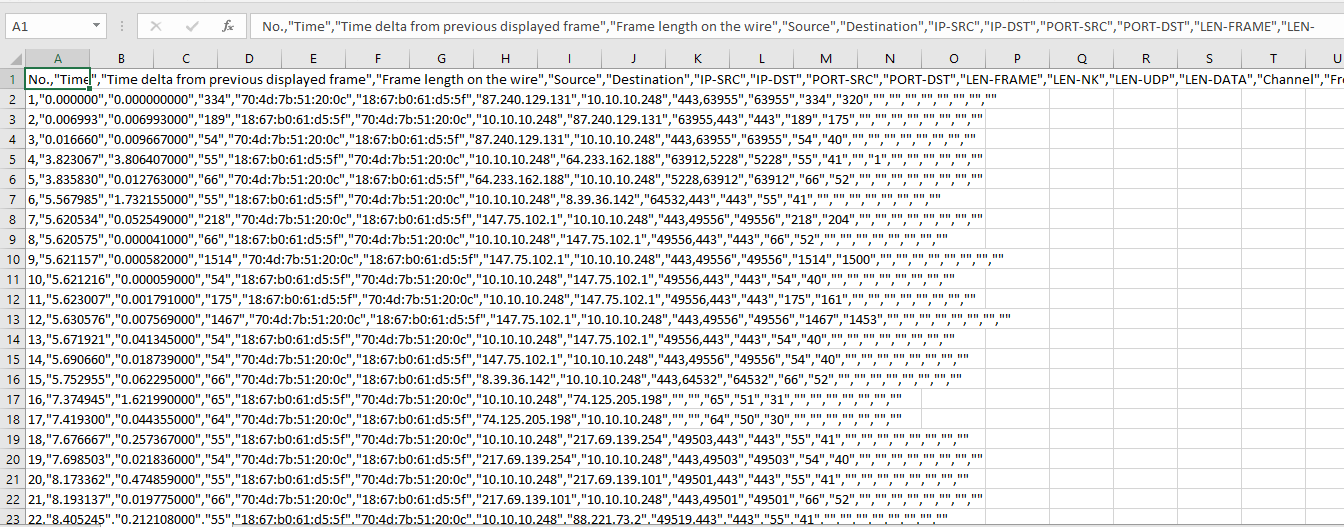 A1
fx
No.,"Time","Time delta from previous displayed frame","Frame length on the wire","Source","Destination","IP-SRC","IP-DST","PORT-SRC","PORT-DST","LEN-FRAME","LEN-
A B C D E F G H I J K L M N O P Q R S T U
1 No.,"Time","Time delta from previous displayed frame","Frame length on the wire","Source","Destination","IP-SRC","IP-DST","PORT-SRC","PORT-DST","LEN-FRAME","LEN-NK","LEN-UDP","LEN-DATA","Channel","Fre
2 1,"0.000000","0.000000000","334","70:4d:7b:51:20:0c","18:67:b0:61:d5:5f","87.240.129.131","10.10.10.248","443,63955","63955","334","320","","","","","","","",""
3 2,"0.006993","0.006993000","189","18:67:b0:61:d5:5f","70:4d:7b:51:20:0c","10.10.10.248","87.240.129.131","63955,443","443","189","175","","","","","","","",""
4 3,"0.016660","0.009667000","54","70:4d:7b:51:20:0c","18:67:b0:61:d5:5f","87.240.129.131","10.10.10.248","443,63955","63955","54","40","","","","","","","",""
5 4,"3.823067","3.806407000","55","18:67:b0:61:d5:5f","70:4d:7b:51:20:0c","10.10.10.248","64.233.162.188","63912,5228","5228","55","41","","1","","","","","",""
6 5,"3.835830","0.012763000","66","70:4d:7b:51:20:0c","18:67:b0:61:d5:5f","64.233.162.188","10.10.10.248","5228,63912","63912","66","52","","","","","","","",""
7 6,"5.567985","1.732155000","55","18:67:b0:61:d5:5f","70:4d:7b:51:20:0c","10.10.10.248","8.39.36.142","64532,443","443","55","41","","","","","","","",""
8 7,"5.620534","0.052549000","218","70:4d:7b:51:20:0c","18:67:b0:61:d5:5f","147.75.102.1","10.10.10.248","443,49556","49556","218","204","","","","","","","",""
9 8,"5.620575","0.000041000","66","18:67:b0:61:d5:5f","70:4d:7b:51:20:0c","10.10.10.248","147.75.102.1","49556,443","443","66","52","","","","","","","",""
10 9,"5.621157","0.000582000","1514","70:4d:7b:51:20:0c","18:67:b0:61:d5:5f","147.75.102.1","10.10.10.248","443,49556","49556","1514","1500","","","","","","","",""
11 10,"5.621216","0.000059000","54","18:67:b0:61:d5:5f","70:4d:7b:51:20:0c","10.10.10.248","147.75.102.1","49556,443","443","54","40","","","","","","","",""
12 11,"5.623007","0.001791000","175","18:67:b0:61:d5:5f","70:4d:7b:51:20:0c","10.10.10.248","147.75.102.1","49556,443","443","175","161","","","","","","","",""
13 12,"5.630576","0.007569000","1467","70:4d:7b:51:20:0c","18:67:b0:61:d5:5f","147.75.102.1","10.10.10.248","443,49556","49556","1467","1453","","","","","","","",""
14 13,"5.671921","0.041345000","54","18:67:b0:61:d5:5f","70:4d:7b:51:20:0c","10.10.10.248","147.75.102.1","49556,443","443","54","40","","","","","","","",""
15 14,"5.690660","0.018739000","54","70:4d:7b:51:20:0c","18:67:b0:61:d5:5f","147.75.102.1","10.10.10.248","443,49556","49556","54","40","","","","","","","",""
16 15,"5.752955","0.062295000","66","70:4d:7b:51:20:0c","18:67:b0:61:d5:5f","8.39.36.142","10.10.10.248","443,64532","64532","66","52","","","","","","","",""
17 16,"7.374945","1.621990000","65","18:67:b0:61:d5:5f","70:4d:7b:51:20:0c","10.10.10.248","74.125.205.198","","","65","51","31","","","","","","",""
18 17,"7.419300","0.044355000","64","70:4d:7b:51:20:0c","18:67:b0:61:d5:5f","74.125.205.198","10.10.10.248","","","64","50","30","","","","","","",""
19 18,"7.676667","0.257367000","55","18:67:b0:61:d5:5f","70:4d:7b:51:20:0c","10.10.10.248","217.69.139.254","49503,443","443","55","41","","","","","","","",""
20 19,"7.698503","0.021836000","54","70:4d:7b:51:20:0c","18:67:b0:61:d5:5f","217.69.139.254","10.10.10.248","443,49503","49503","54","40","","","","","","","",""
21 20,"8.173362","0.474859000","55","18:67:b0:61:d5:5f","70:4d:7b:51:20:0c","10.10.10.248","217.69.139.101","49501,443","443","55","41","","","","","","","",""
22 21,"8.193137","0.019775000","66","70:4d:7b:51:20:0c","18:67:b0:61:d5:5f","217.69.139.101","10.10.10.248","443,49501","49501","66","52","","","","","","","",""
23 22,"8.405245","0.212108000","55","18:67:b0:61:d5:5f","70:4d:7b:51:20:0c","10.10.10.248","88.221.73.2","49519,443","443","55","41","","","","","","","",""